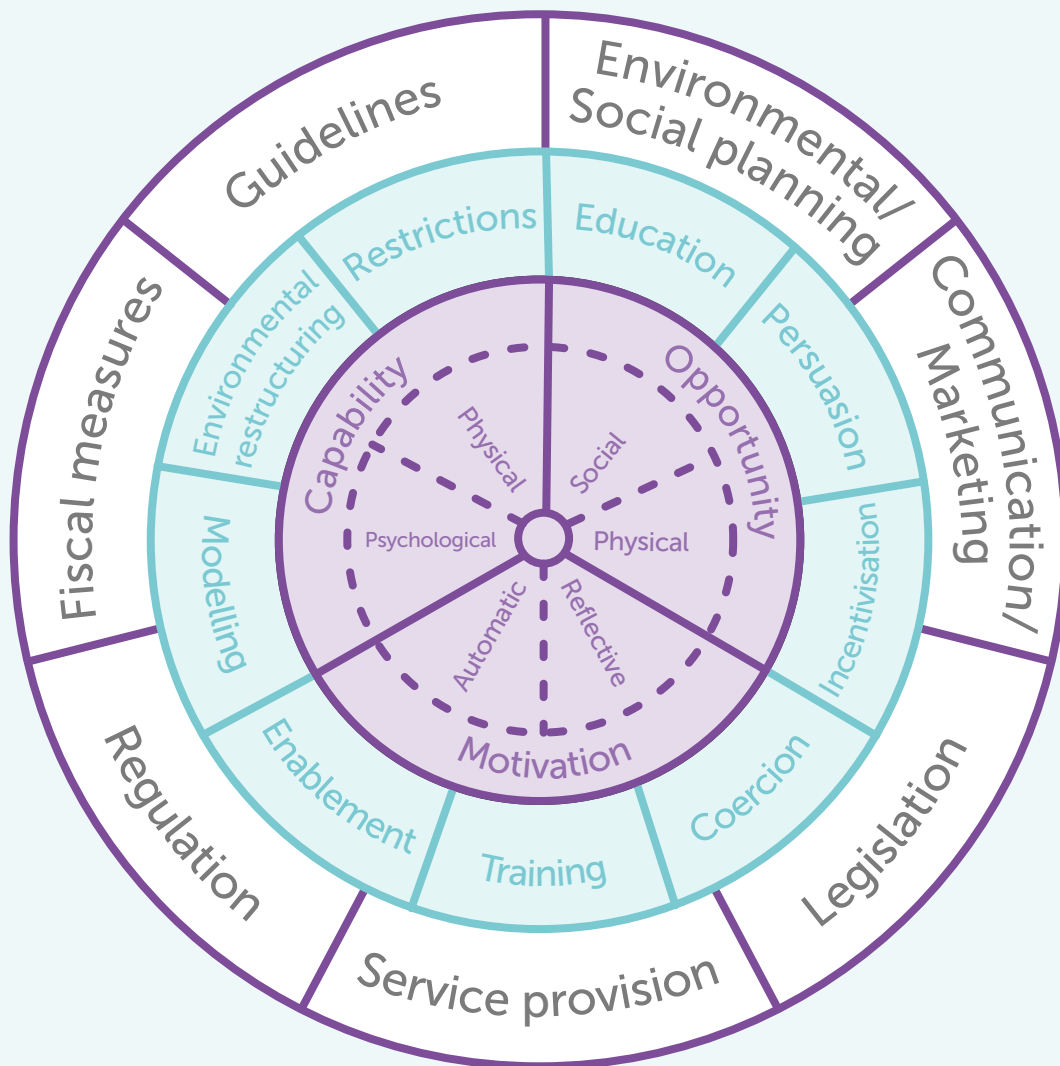 Guidelines
Environmental/
Social planning
Communication/
Marketing
Legislation
Service provision
Regulation
Fiscal measures
Restrictions
Education
Persuasion
Incentivisation
Coercion
Training
Enablement
Modelling
Environmental
restructuring
Capability
Opportunity
Motivation
Physical
Social
Physical
Reflective
Automatic
Psychological